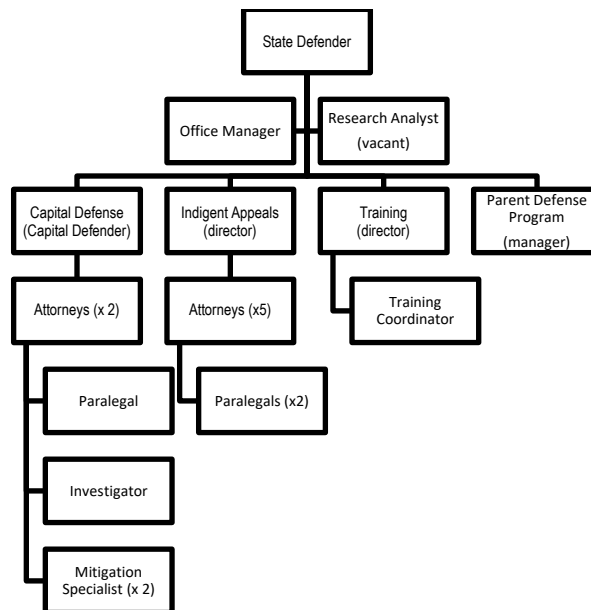 State Defender
Office Manager
Research Analyst
(vacant)
Capital Defense
(Capital Defender)
Indigent Appeals
(director)
Training
(director)
Parent Defense
Program
(manager)
Attorneys (x 2)
Attorneys (x5)
Training
Coordinator
Paralegal
Paralegals (x2)
Investigator
Mitigation
Specialist (x 2)